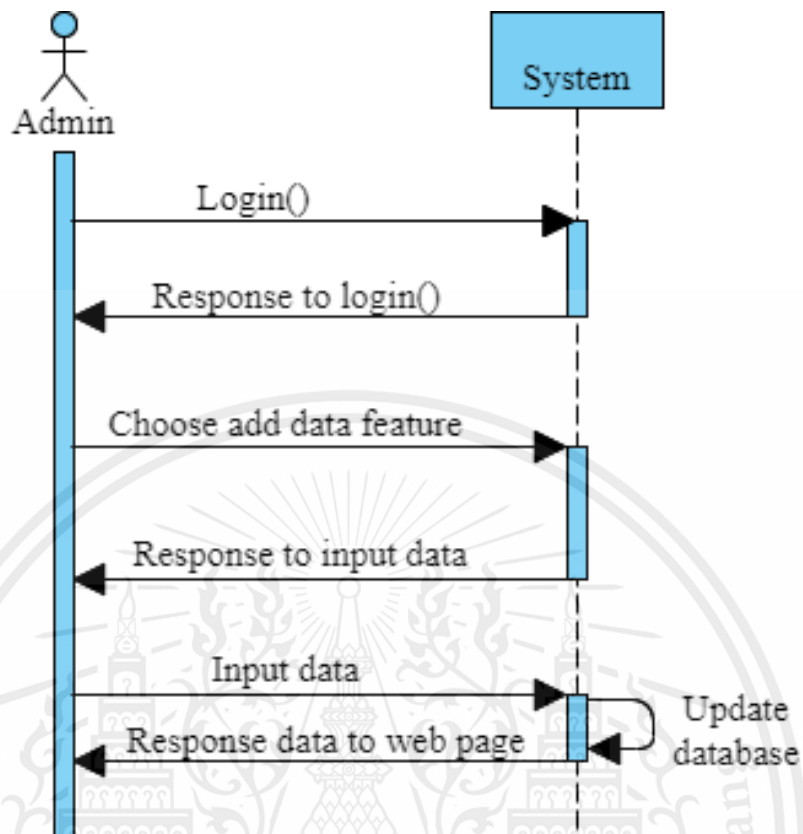 System
Admin
Login()
Response to login()
Choose add data feature
Response to input data
Input data
Update
database
Response data to web page